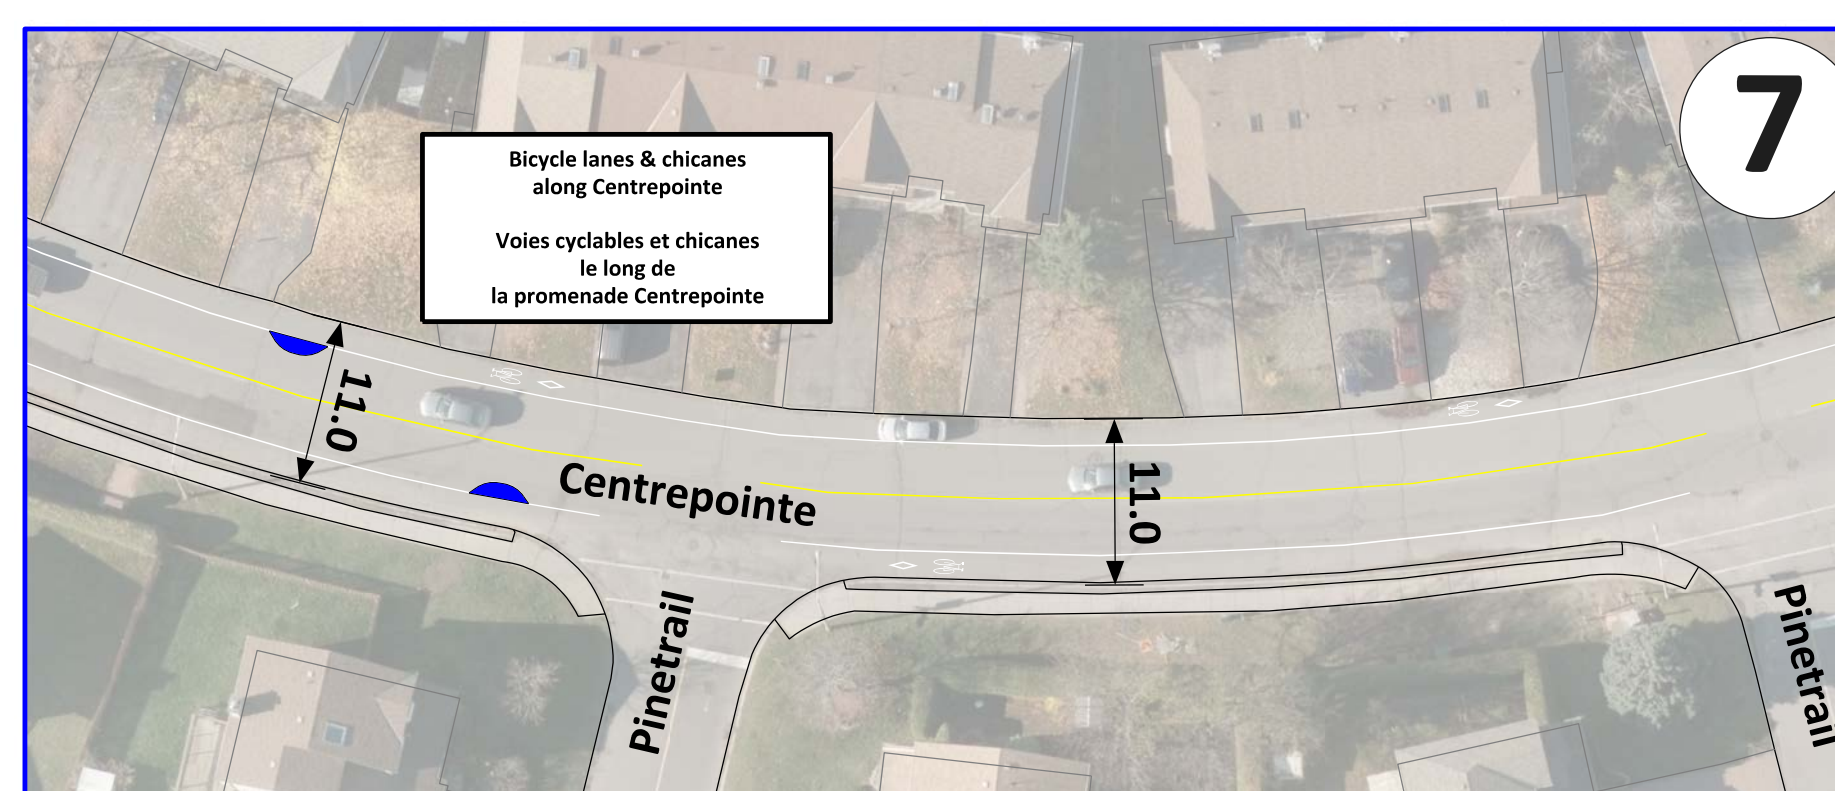 7
Bicycle lanes & chicanes
along Centrepointe
Voies cyclables et chicanes
le long de
la promenade Centrepointe
11.0
Centrepointe
11.0
Pinetrail
Pinetrail